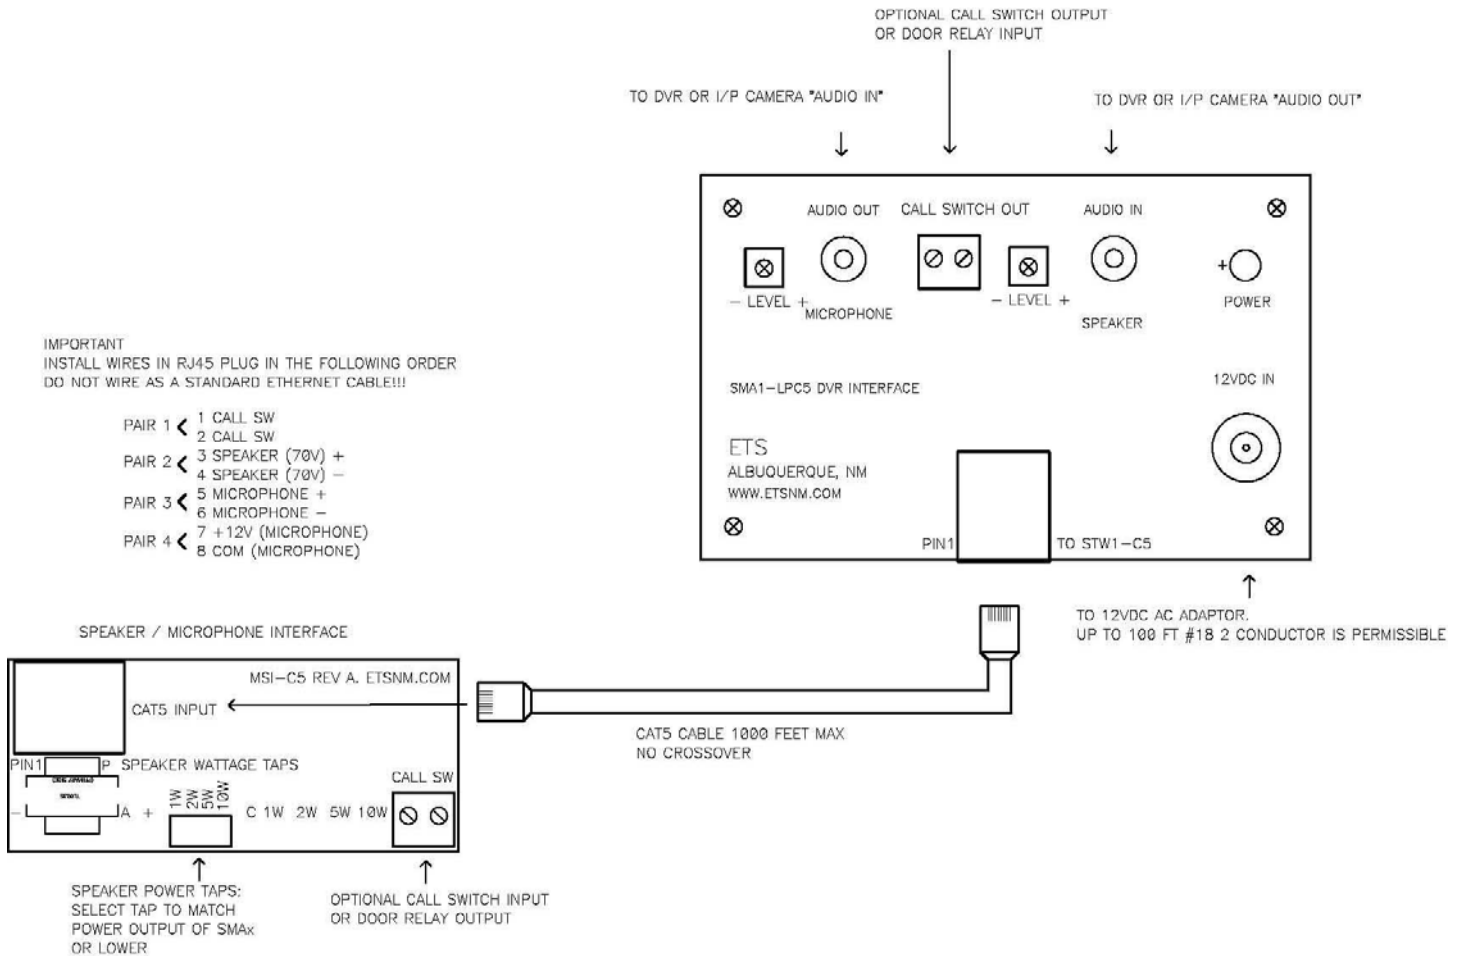 OPTIONAL CALL SWITCH OUTPUT
OR DOOR RELAY INPUT
TO DVR OR I/P CAMERA "AUDIO IN"
TO DVR OR I/P CAMERA "AUDIO OUT"
AUDIO OUT
CALL SWITCH OUT
AUDIO IN
+
- LEVEL +
MICROPHONE
- LEVEL +
SPEAKER
POWER
SMA1-LPC5 DVR INTERFACE
12VDC IN
ETS
ALBUQUERQUE, NM
WWW.ETSNM.COM
PIN1
TO STW1-C5
IMPORTANT
INSTALL WIRES IN RJ45 PLUG IN THE FOLLOWING ORDER
DO NOT WIRE AS A STANDARD ETHERNET CABLE!!!
PAIR 1
1 CALL SW
2 CALL SW
PAIR 2
3 SPEAKER (70V) +
4 SPEAKER (70V) -
PAIR 3
5 MICROPHONE +
6 MICROPHONE -
PAIR 4
7 +12V (MICROPHONE)
8 COM (MICROPHONE)
TO 12VDC AC ADAPTOR.
UP TO 100 FT #18 2 CONDUCTOR IS PERMISSIBLE
SPEAKER / MICROPHONE INTERFACE
MSI-C5 REV A. ETSNM.COM
CAT5 INPUT
CAT5 CABLE 1000 FEET MAX
NO CROSSOVER
PIN1
P
SPEAKER WATTAGE TAPS
CALL SW
1W
2W
5W
10W
-
A +
C 1W 2W 5W 10W
SPEAKER POWER TAPS:
SELECT TAP TO MATCH
POWER OUTPUT OF SMAx
OR LOWER
OPTIONAL CALL SWITCH INPUT
OR DOOR RELAY OUTPUT